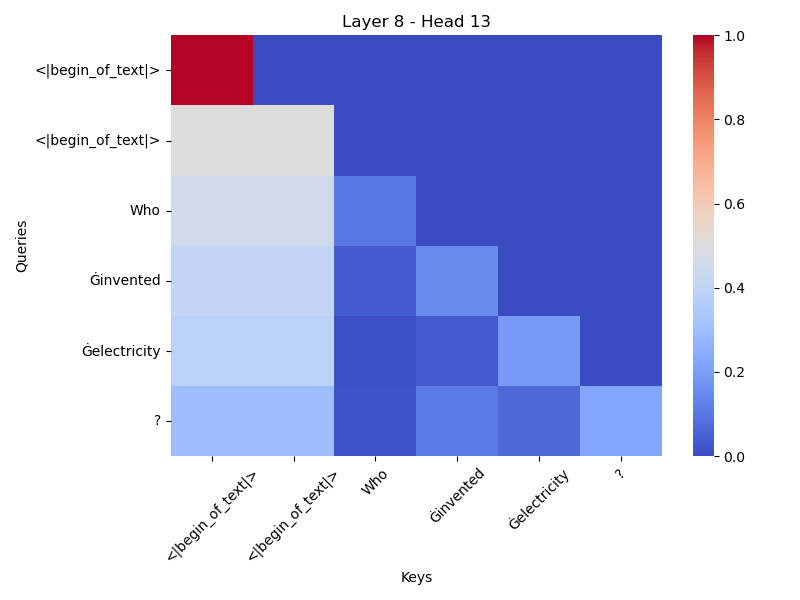 Layer 8 - Head 13
<|begin_of_text|>
<|begin_of_text|>
Who
Ġinvented
Ġelectricity
?
Queries
<|begin_of_text|>
<|begin_of_text|>
Who
Ġinvented
Ġelectricity
?
Keys
1.0
0.8
0.6
0.4
0.2
0.0